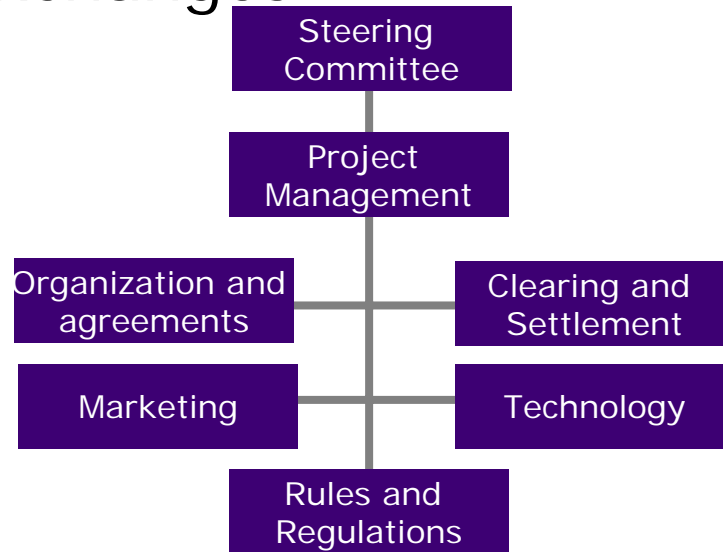 Steering
Committee
Project
Management
Organization and
agreements
Clearing and
Settlement
Marketing
Technology
Rules and
Regulations